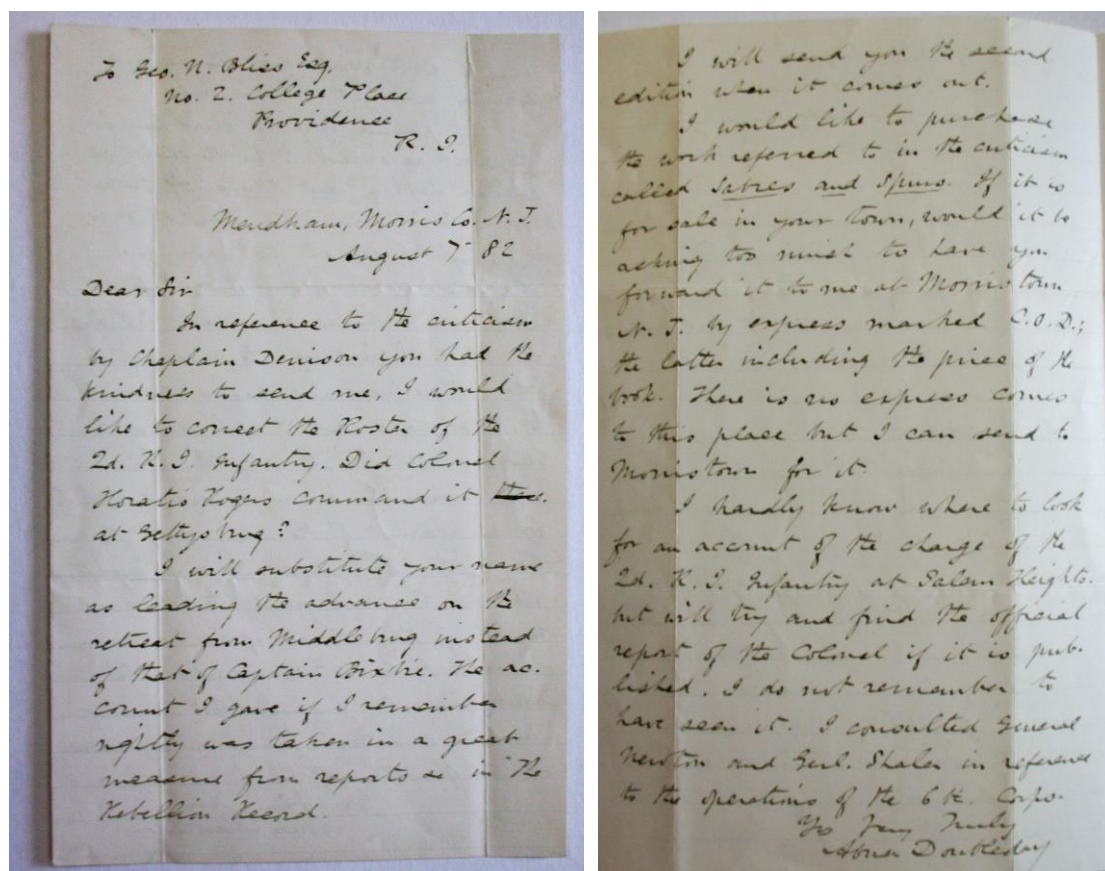 To Geo. N. Bliss Esq.
No. 2. College Place
Providence
R. I.
Mendham, Morris Co. N. J.
August 7 82
Dear Sir
In reference to the criticism
by Chaplain Denison you had the
kindness to send me, I would
like to correct the Roster of the
2d. R. I. Infantry. Did Colonel
Horatio Rogers command it
at Gettysburg?
I will substitute your name
as leading the advance on the
retreat from Middleburg instead
of that of Captain Bixbie. The ac-
count I gave if I remember
rightly was taken in a great
measure from reports &c in the
Rebellion Record.
I will send you the second
edition when it comes out.
I would like to purchase
the work referred to in the criticism
called Sabres and Spurs. If it is
for sale in your town, would it be
asking too much to have you
forward it to me at Morristown
N. J. by express marked C.O.D.;
the latter including the price of the
book. There is no express comes
to this place but I can send to
Morristown for it.
I hardly know where to look
for an account of the charge of the
2d. R. I. Infantry at Salem Heights.
but will try and find the official
report of the Colonel if it is pub-
lished. I do not remember to
have seen it. I consulted General
Newton and Genl. Shaler in reference
to the operations of the 6th. Corps.
Yrs Very Truly
Abner Doubleday